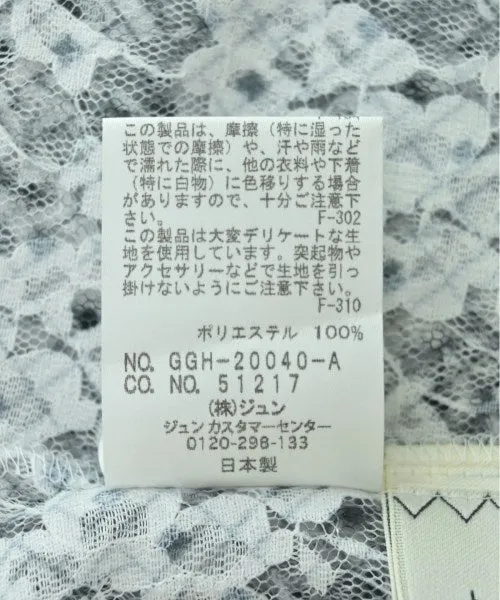 この製品は、摩擦（特に湿った
状態での摩擦）や、汗や雨など
で濡れた際に、他の衣料や下着
（特に白物）に色移りする場合
がありますので、十分ご注意下
さい。 F-302
この製品は大変デリケートな生
地を使用しています。突起物や
アクセサリーなどで生地を引っ
掛けないようにご注意下さい。
F-310
ポリエステル 100%
NO. GGH-20040-A
CO. NO. 51217
(株)ジュン
ジュン カスタマーセンター
0120-298-133
日本製